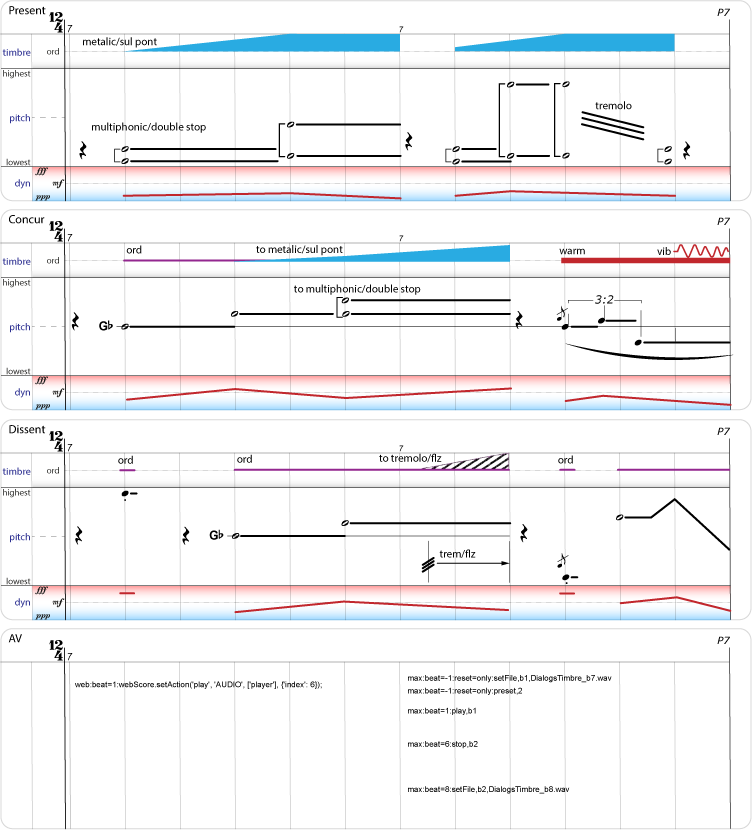 Present
P7
12
4
7
7
metalic/sul pont
timbre ord
highest
pitch
tremolo
multiphonic/double stop
lowest
fff
dyn mf
ppp
Concur
P7
12
4
7
7
ord
to metalic/sul pont
warm
vib
timbre ord
highest
to multiphonic/double stop
3:2
pitch
G♭
lowest
fff
dyn mf
ppp
Dissent
P7
12
4
7
7
ord
ord
to tremolo/flz
ord
timbre ord
highest
pitch
G♭
trem/flz
lowest
fff
dyn mf
ppp
AV
P7
12
4
7
web:beat=1:webScore.setAction('play', 'AUDIO', ['player'], {'index': 6});
max:beat=-1:reset=only:setFile,b1,DialogsTimbre_b7.wav
max:beat=-1:reset=only:preset,2
max:beat=1:play,b1
max:beat=6:stop,b2
max:beat=8:setFile,b2,DialogsTimbre_b8.wav